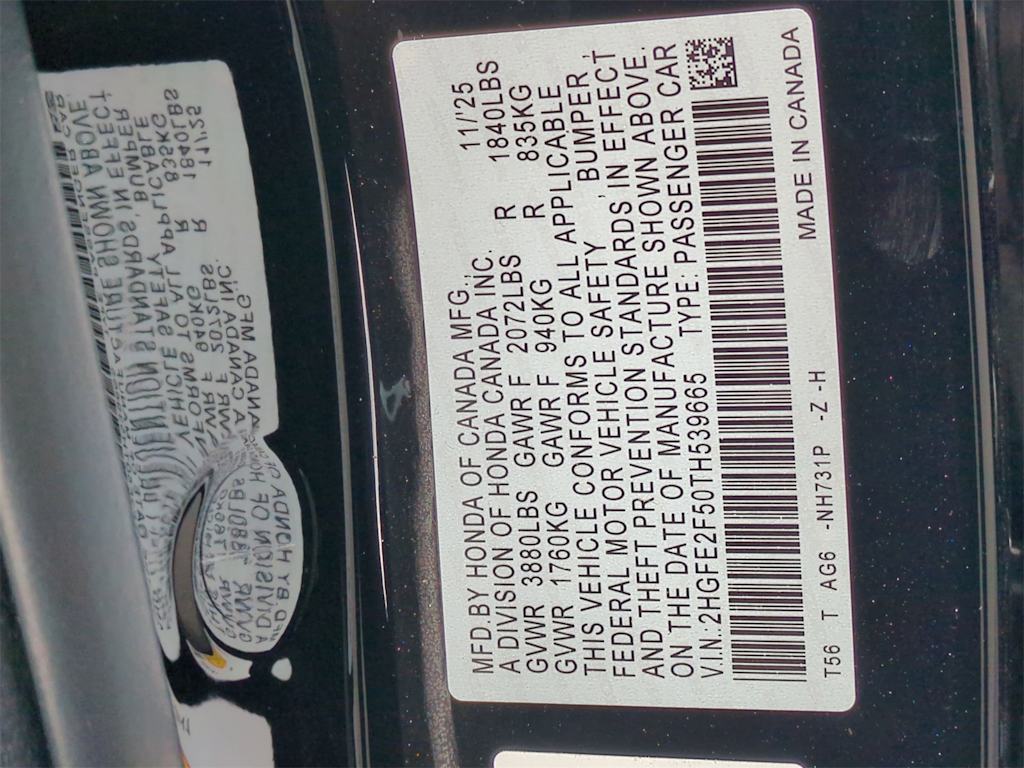 MFD.BY HONDA OF CANADA MFG., 11/'25
A DIVISION OF HONDA CANADA INC.
GVWR 3880LBS GAWR F 2072LBS R 1840LBS
GVWR 1760KG GAWR F 940KG R 835KG
THIS VEHICLE CONFORMS TO ALL APPLICABLE
FEDERAL MOTOR VEHICLE SAFETY , BUMPER ,
AND THEFT PREVENTION STANDARDS, IN EFFECT
ON THE DATE OF MANUFACTURE SHOWN ABOVE.
V.I.N. 2HGFE2F50TH539665 TYPE: PASSENGER CAR
T56 T AG6 -NH731P -Z -H MADE IN CANADA